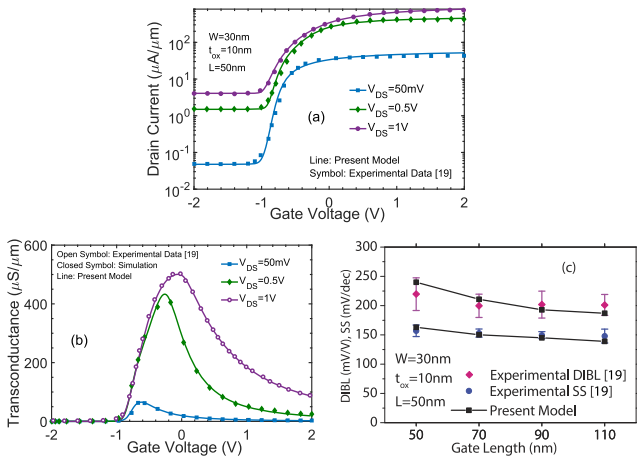 Drain Current (μA/μm)
10^2
10^1
10^0
10^-1
10^-2
W=30nm
t_ox=10nm
L=50nm
V_DS=50mV
V_DS=0.5V
V_DS=1V
(a)
Line: Present Model
Symbol: Experimental Data [19]
-2 -1 0 1 2
Gate Voltage (V)
Transconductance (μS/μm)
600
500
400
300
200
100
0
Open Symbol: Experimental Data [19]
Closed Symbol: Simulation
Line: Present Model
V_DS=50mV
V_DS=0.5V
V_DS=1V
(b)
-2 -1 0 1 2
Gate Voltage (V)
DIBL (mV/V), SS (mV/dec)
300
250
200
150
100
50
0
(c)
W=30nm
t_ox=10nm
L=50nm
Experimental DIBL [19]
Experimental SS [19]
Present Model
50 70 90 110
Gate Length (nm)